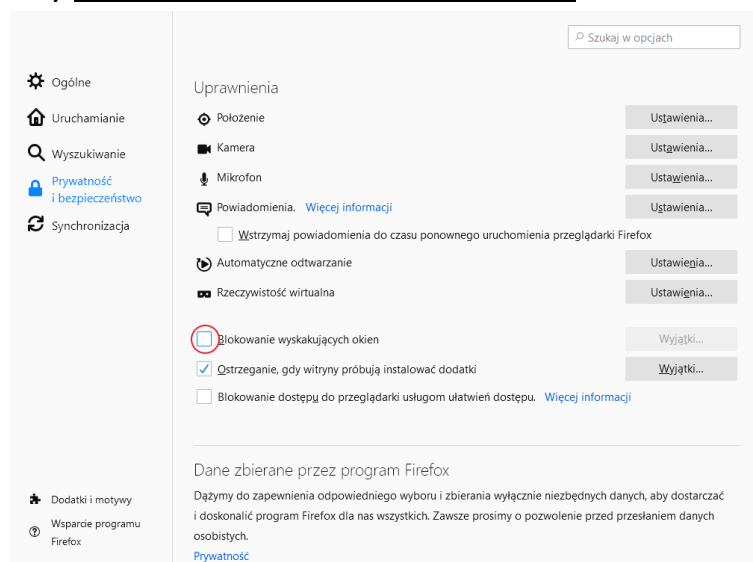 Szukaj w opcjach
Ogólne
Uruchamianie
Wyszukiwanie
Prywatność
i bezpieczeństwo
Synchronizacja
Uprawnienia
Położenie
Ustawienia...
Kamera
Ustawienia...
Mikrofon
Ustawienia...
Powiadomienia. Więcej informacji
Ustawienia...
Wstrzymaj powiadomienia do czasu ponownego uruchomienia przeglądarki Firefox
Automatyczne odtwarzanie
Ustawienia...
Rzeczywistość wirtualna
Ustawienia...
Blokowanie wyskakujących okien
Wyjątki...
Ostrzeganie, gdy witryny próbują instalować dodatki
Wyjątki...
Blokowanie dostępu do przeglądarki usługom ułatwień dostępu. Więcej informacji
Dane zbierane przez program Firefox
Dążymy do zapewnienia odpowiedniego wyboru i zbierania wyłącznie niezbędnych danych, aby dostarczać
i doskonalić program Firefox dla nas wszystkich. Zawsze prosimy o pozwolenie przed przesłaniem danych
osobistych.
Prywatność
Dodatki i motywy
Wsparcie programu
Firefox